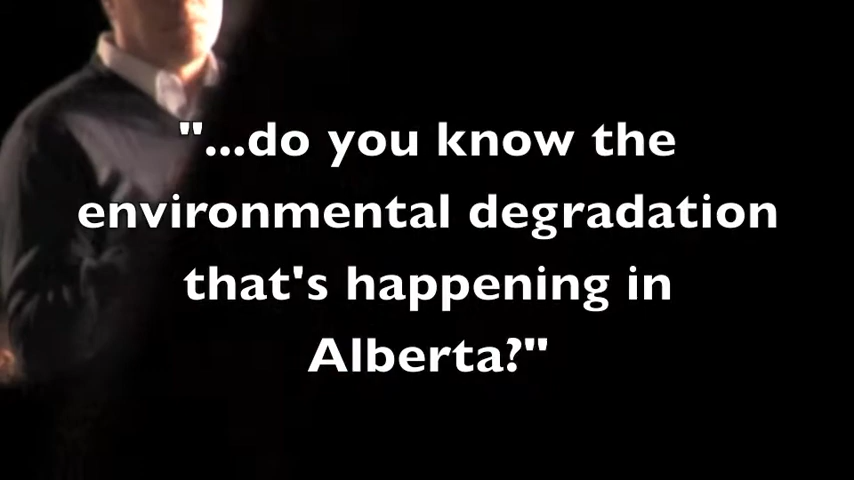 "...do you know the
environmental degradation
that's happening in
Alberta?"